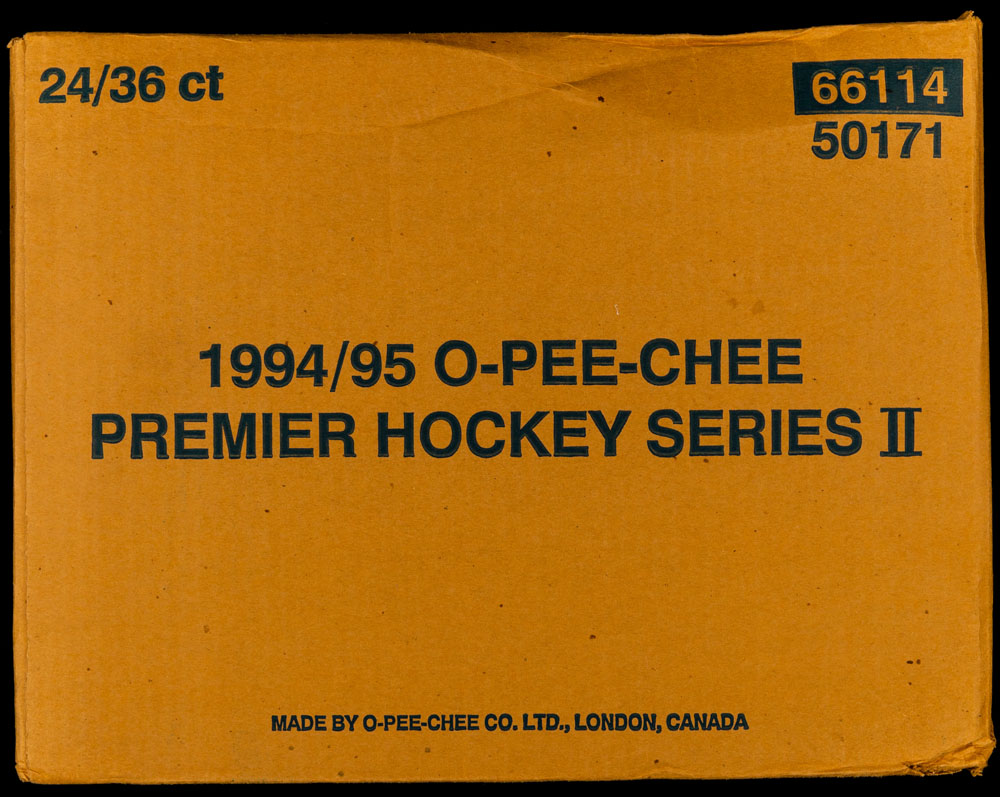 24/36 ct
66114
50171
1994/95 O-PEE-CHEE
PREMIER HOCKEY SERIES II
MADE BY O-PEE-CHEE CO. LTD., LONDON, CANADA